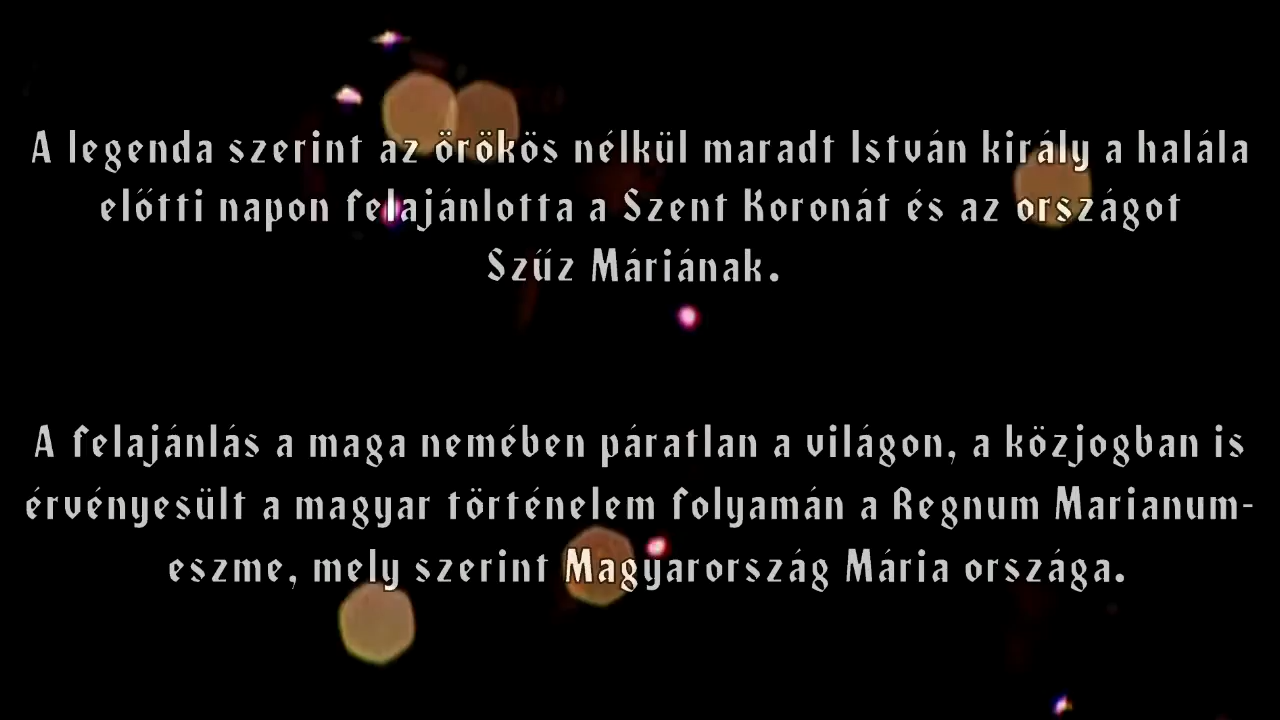 A legenda szerint az örökös nélkül maradt István király a halála
előtti napon felajánlotta a Szent Koronát és az országot
Szűz Máriának.
A felajánlás a maga nemében páratlan a világon, a közjogban is
érvényesült a magyar történelem folyamán a Regnum Marianum-
eszme, mely szerint Magyarország Mária országa.